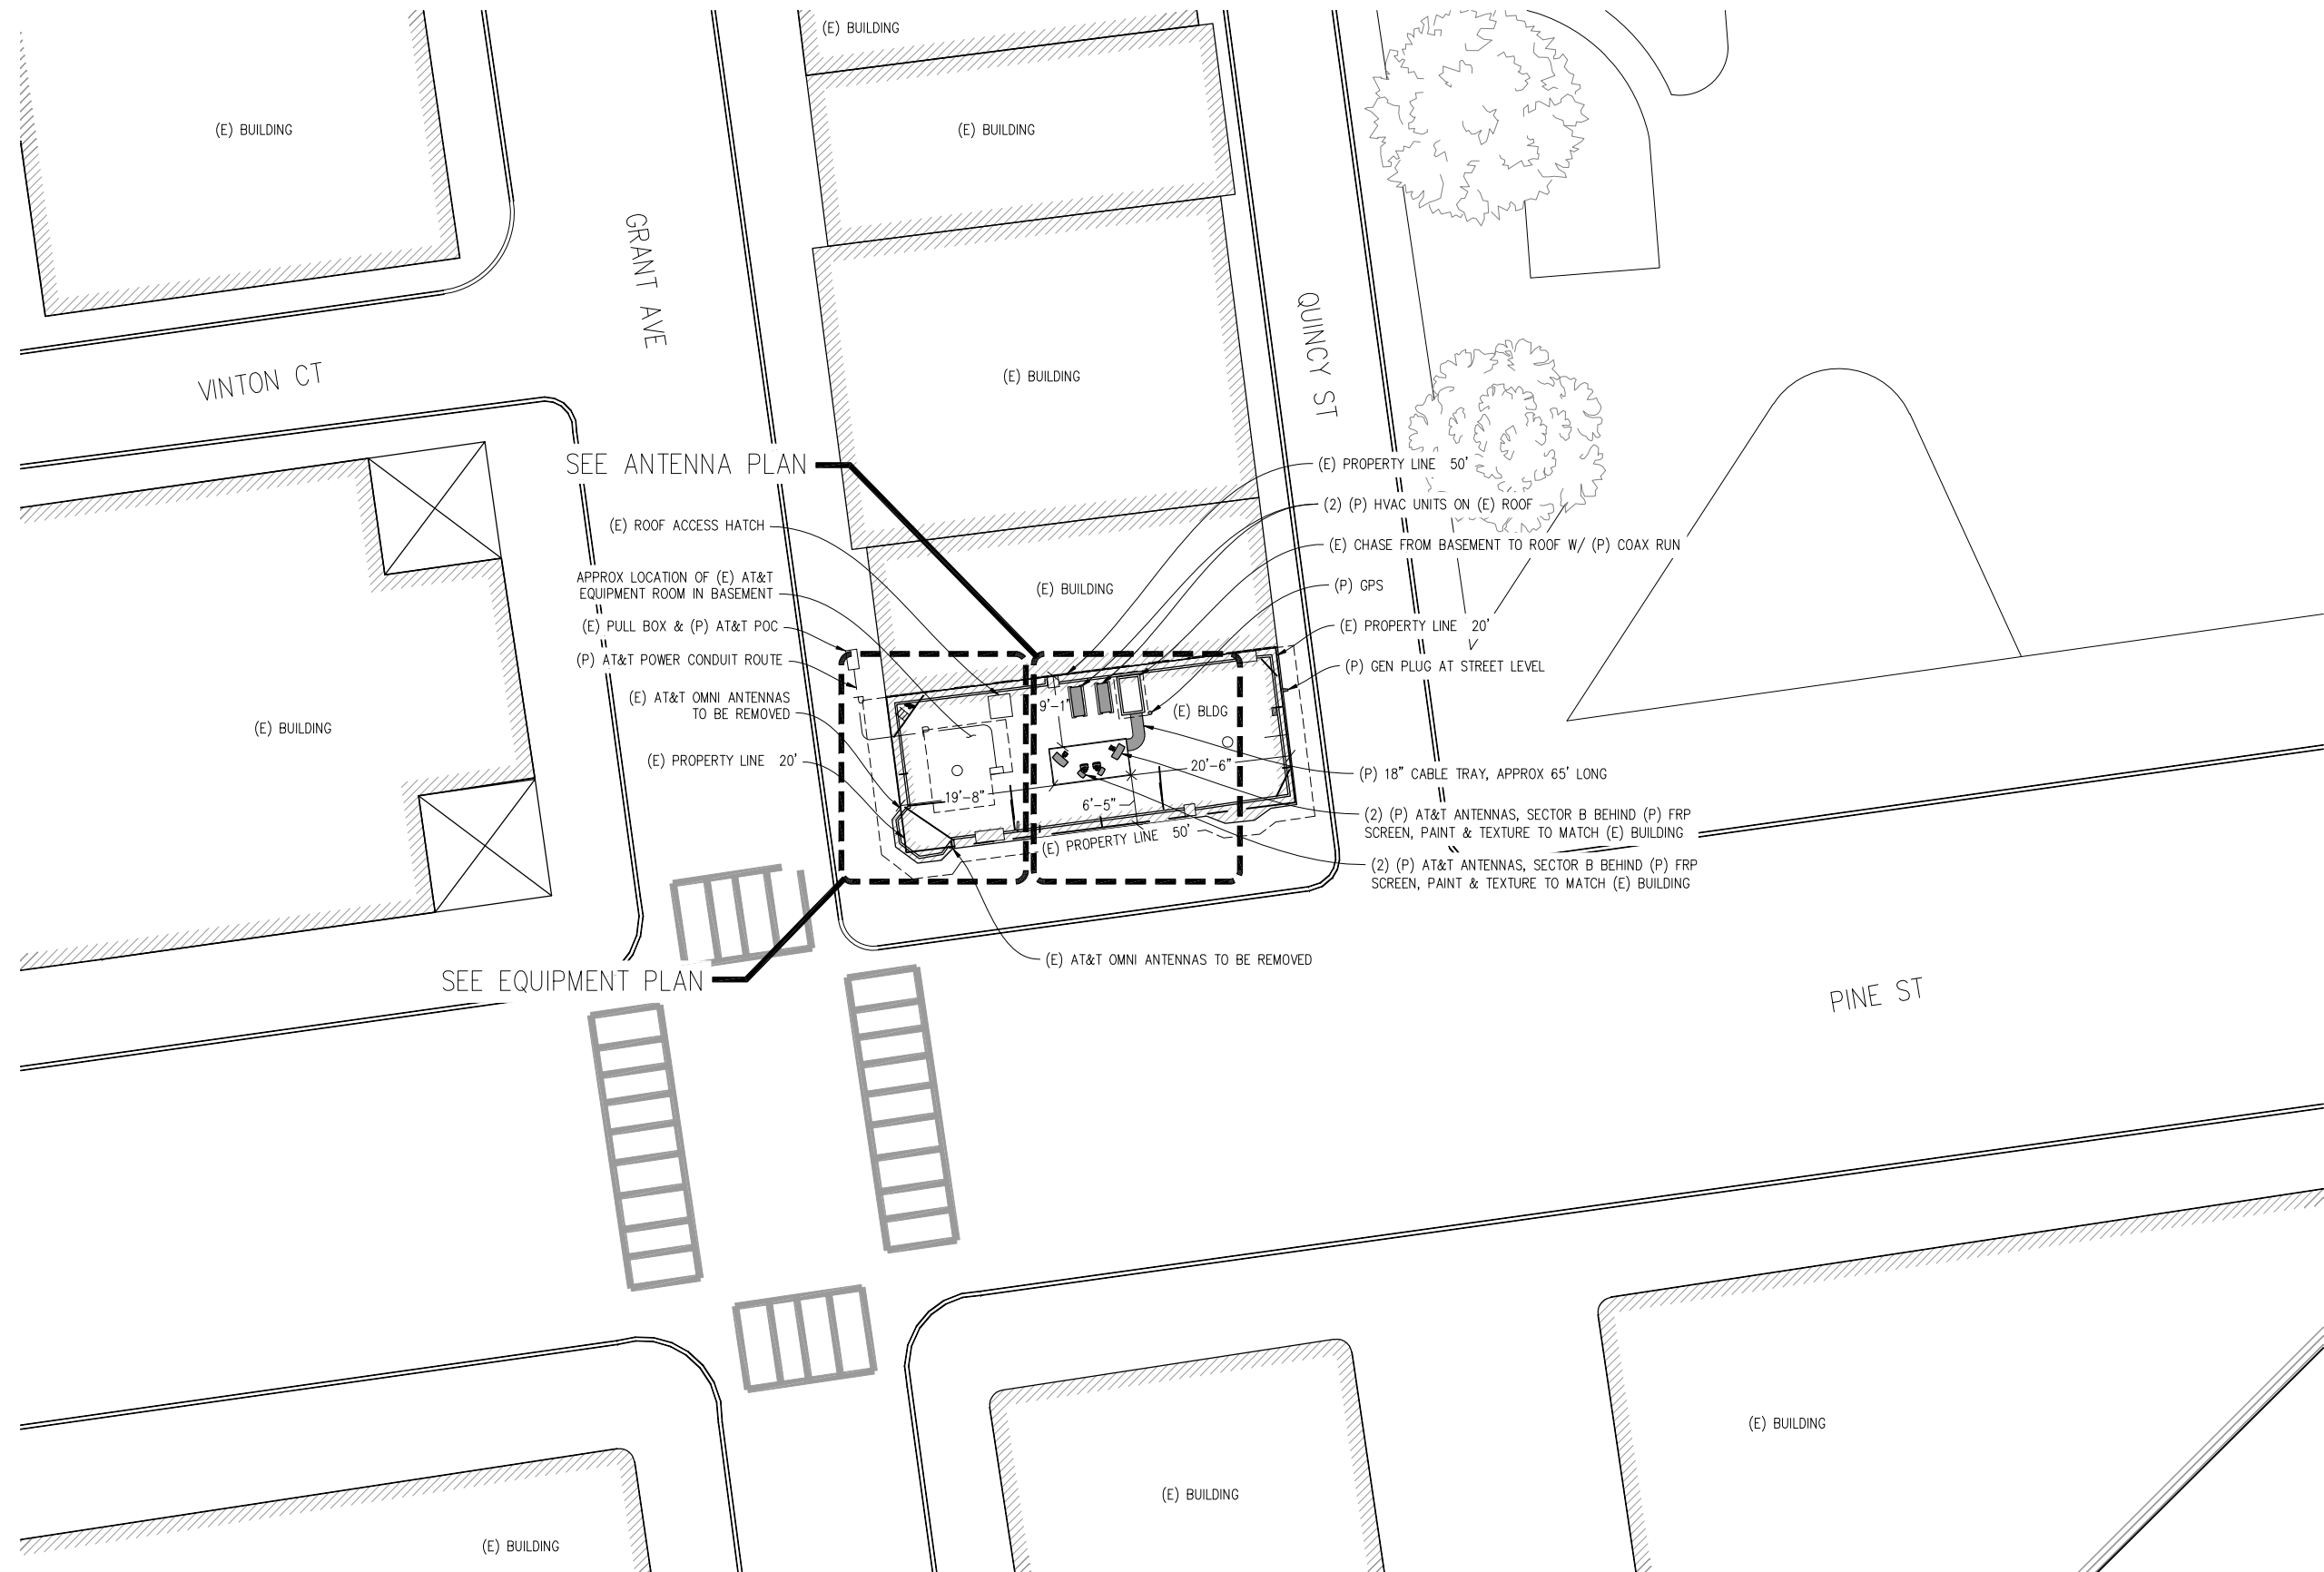 (E) BUILDING
(E) BUILDING
(E) BUILDING
GRANT AVE
QUINCY ST
VINTON CT
(E) BUILDING
SEE ANTENNA PLAN
(E) PROPERTY LINE 50'
(2) (P) HVAC UNITS ON (E) ROOF
(E) ROOF ACCESS HATCH
(E) CHASE FROM BASEMENT TO ROOF W/ (P) COAX RUN
APPROX LOCATION OF (E) AT&T
EQUIPMENT ROOM IN BASEMENT
(E) BUILDING
(P) GPS
(E) PULL BOX & (P) AT&T POC
(E) PROPERTY LINE 20'
(P) AT&T POWER CONDUIT ROUTE
(P) GEN PLUG AT STREET LEVEL
(E) AT&T OMNI ANTENNAS
TO BE REMOVED
9'-1"
(E) BLDG
(E) BUILDING
(E) PROPERTY LINE 20'
20'-6"
(P) 18" CABLE TRAY, APPROX 65' LONG
19'-8"
6'-5"
(2) (P) AT&T ANTENNAS, SECTOR B BEHIND (P) FRP
SCREEN, PAINT & TEXTURE TO MATCH (E) BUILDING
(E) PROPERTY LINE 50'
(2) (P) AT&T ANTENNAS, SECTOR B BEHIND (P) FRP
SCREEN, PAINT & TEXTURE TO MATCH (E) BUILDING
(E) AT&T OMNI ANTENNAS TO BE REMOVED
SEE EQUIPMENT PLAN
PINE ST
(E) BUILDING
(E) BUILDING
(E) BUILDING